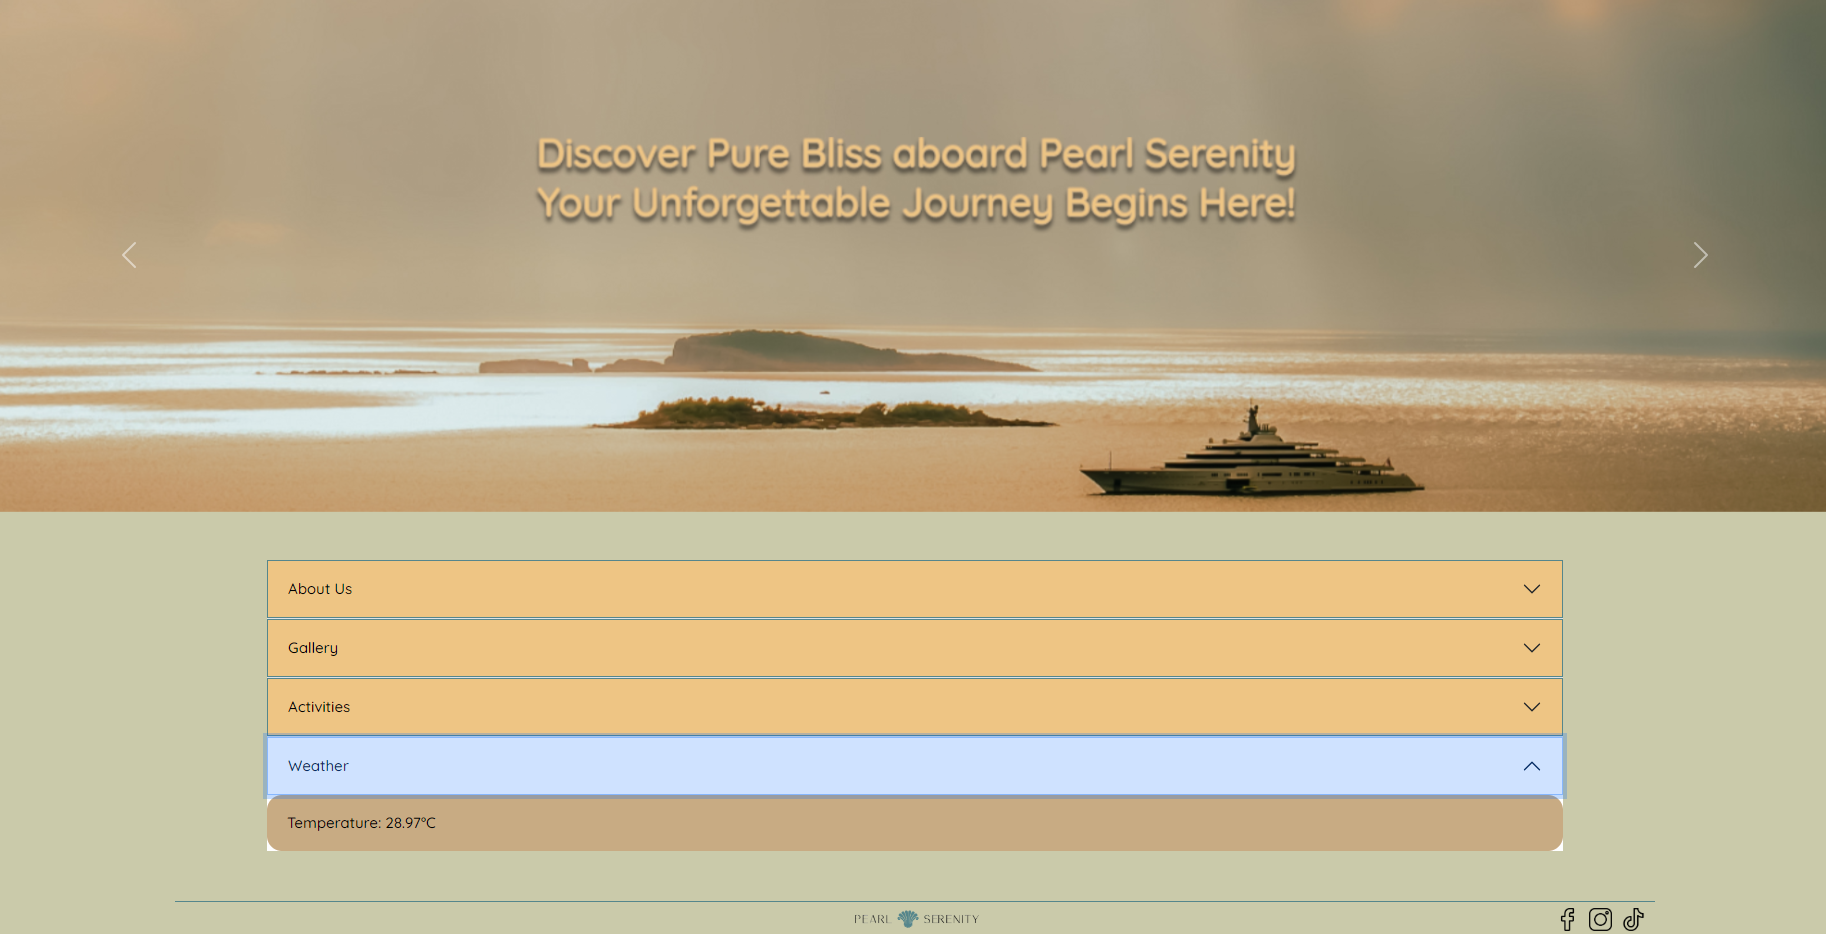 Discover Pure Bliss aboard Pearl Serenity
Your Unforgettable Journey Begins Here!
About Us
Gallery
Activities
Weather
Temperature: 28.97°C
PEARL SERENITY